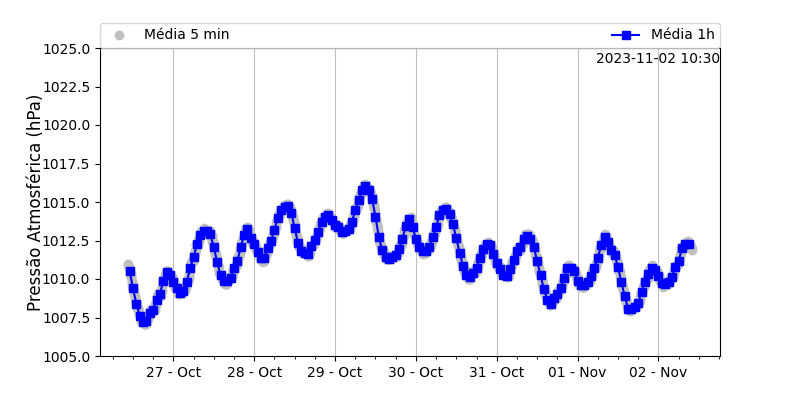 Média 5 min
Média 1h
2023-11-02 10:30
Pressão Atmosférica (hPa)
1025.0
1022.5
1020.0
1017.5
1015.0
1012.5
1010.0
1007.5
1005.0
27 - Oct
28 - Oct
29 - Oct
30 - Oct
31 - Oct
01 - Nov
02 - Nov